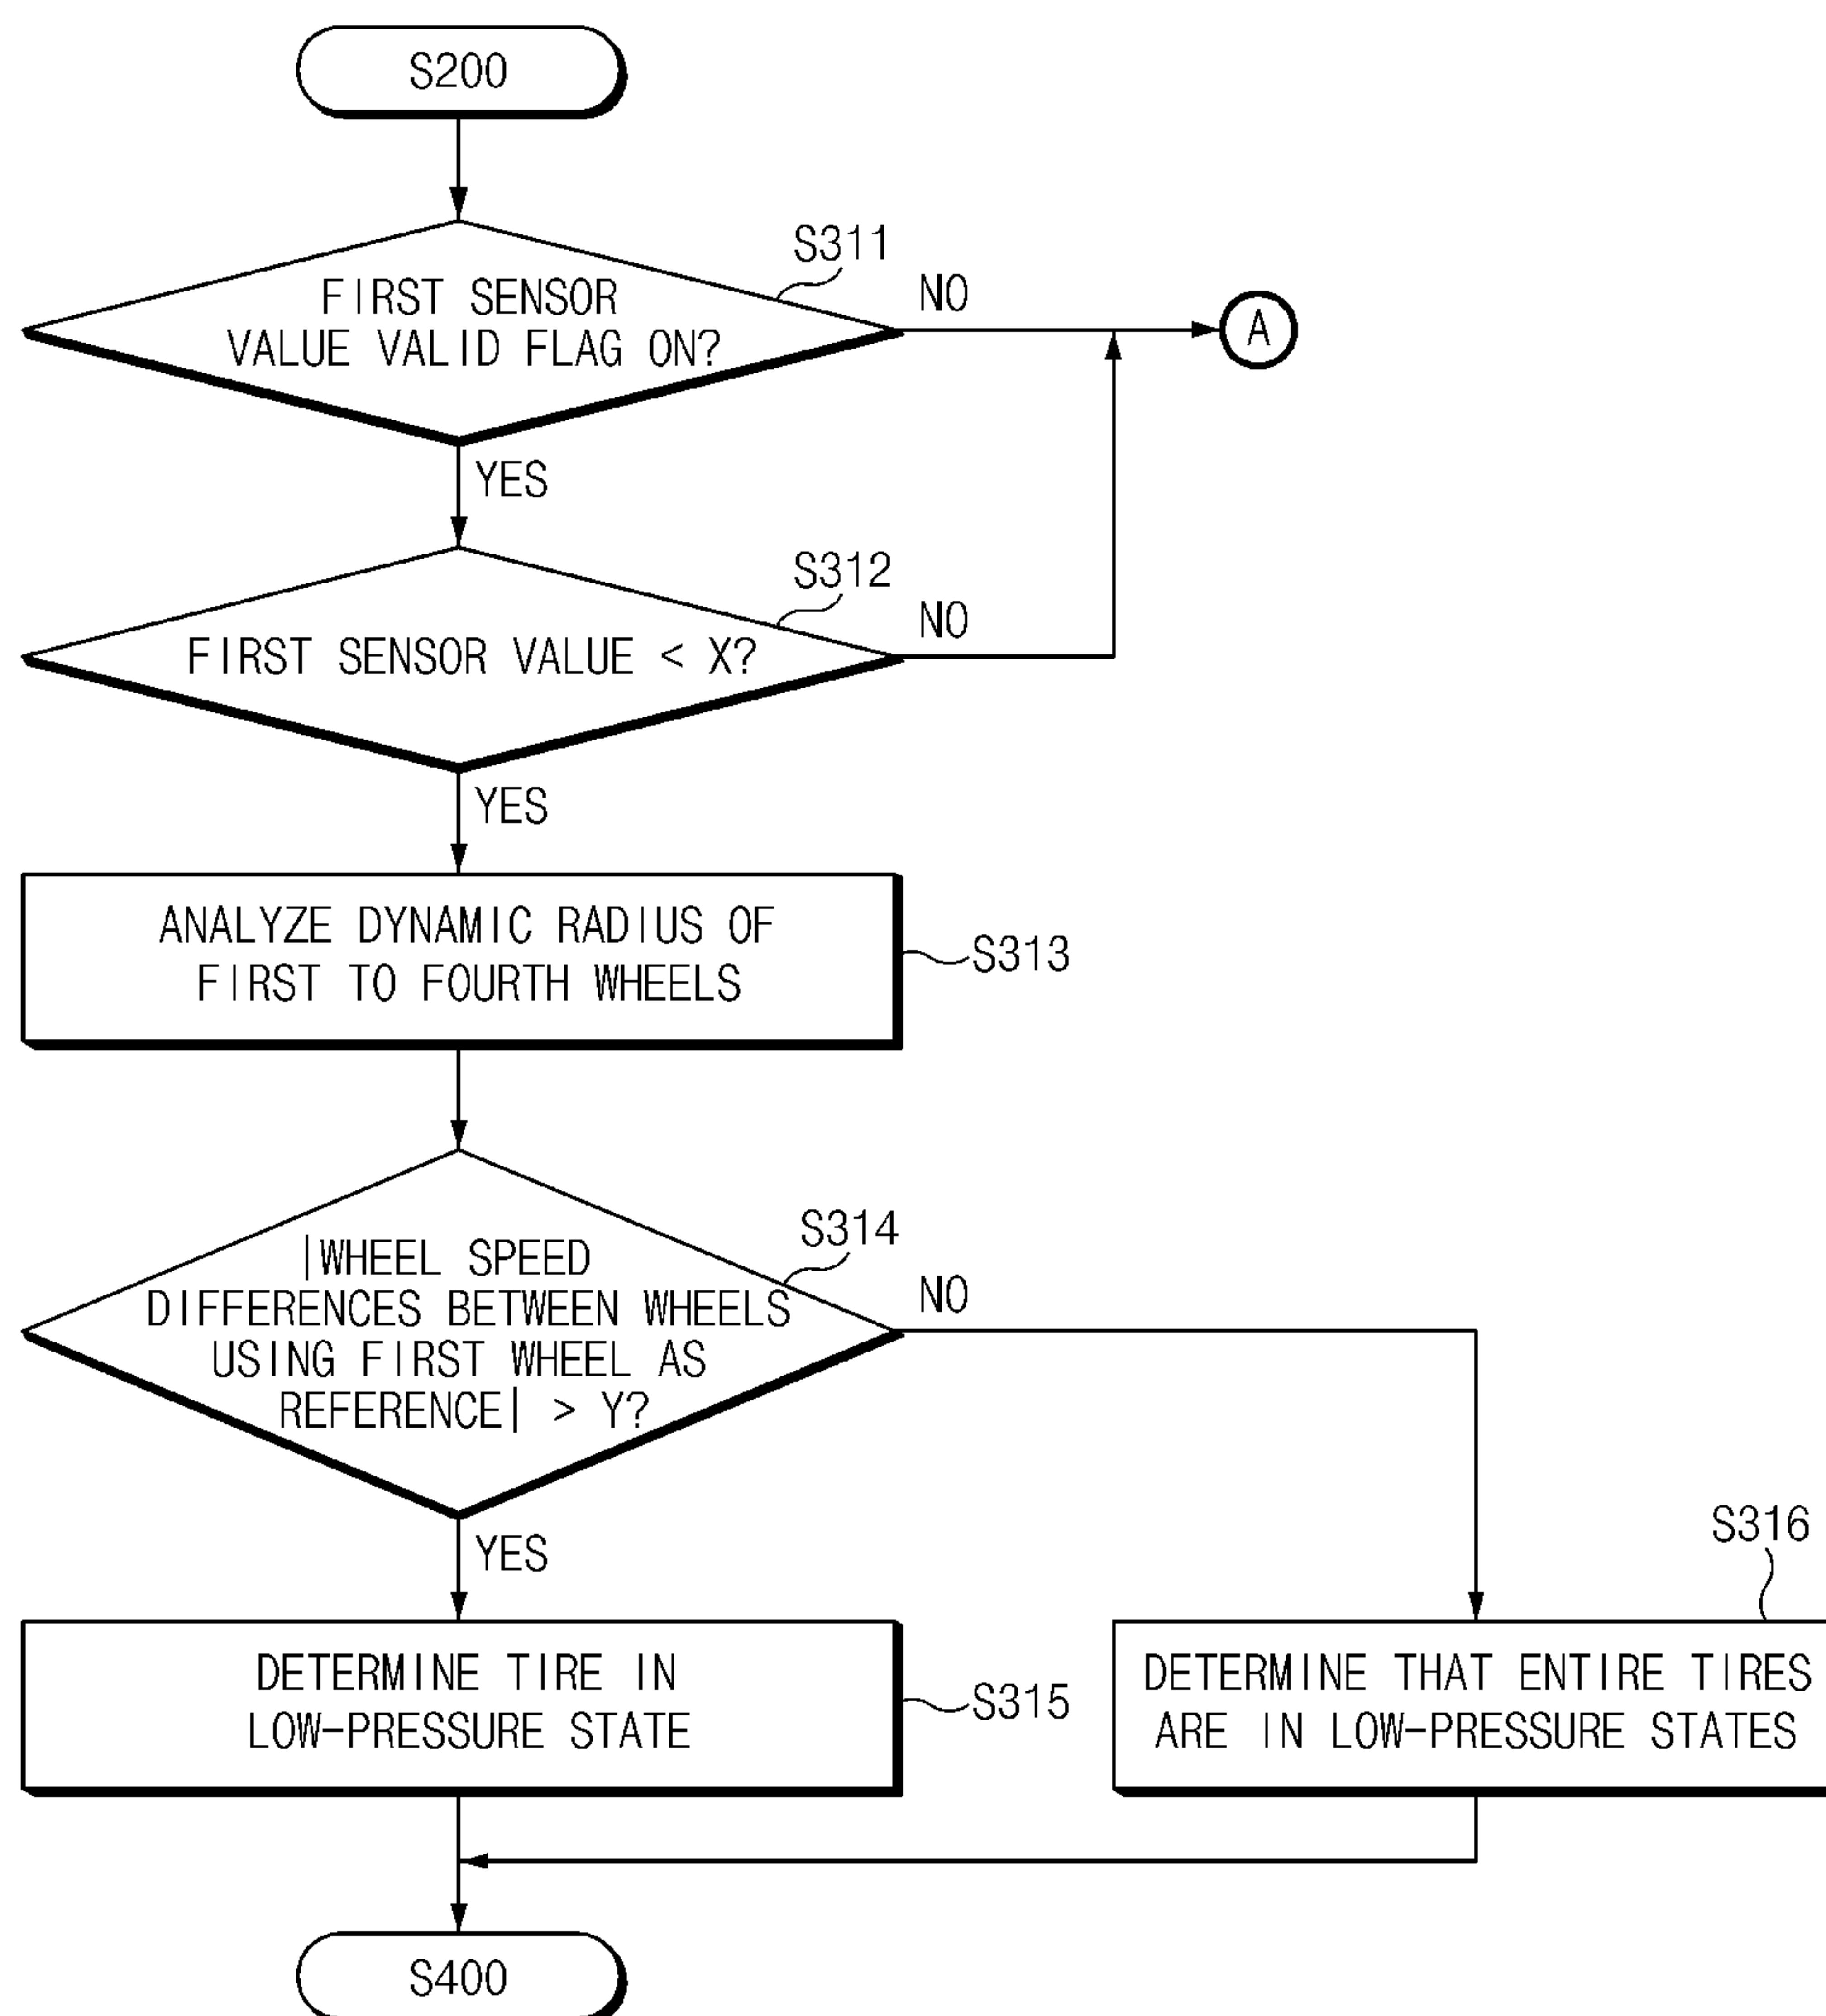 S200
S311
FIRST SENSOR
VALUE VALID FLAG ON?
NO
A
YES
S312
FIRST SENSOR VALUE < X?
NO
YES
ANALYZE DYNAMIC RADIUS OF
FIRST TO FOURTH WHEELS
S313
S314
|WHEEL SPEED
DIFFERENCES BETWEEN WHEELS
USING FIRST WHEEL AS
REFERENCE| > Y?
NO
YES
S316
DETERMINE TIRE IN
LOW-PRESSURE STATE
S315
DETERMINE THAT ENTIRE TIRES
ARE IN LOW-PRESSURE STATES
S400